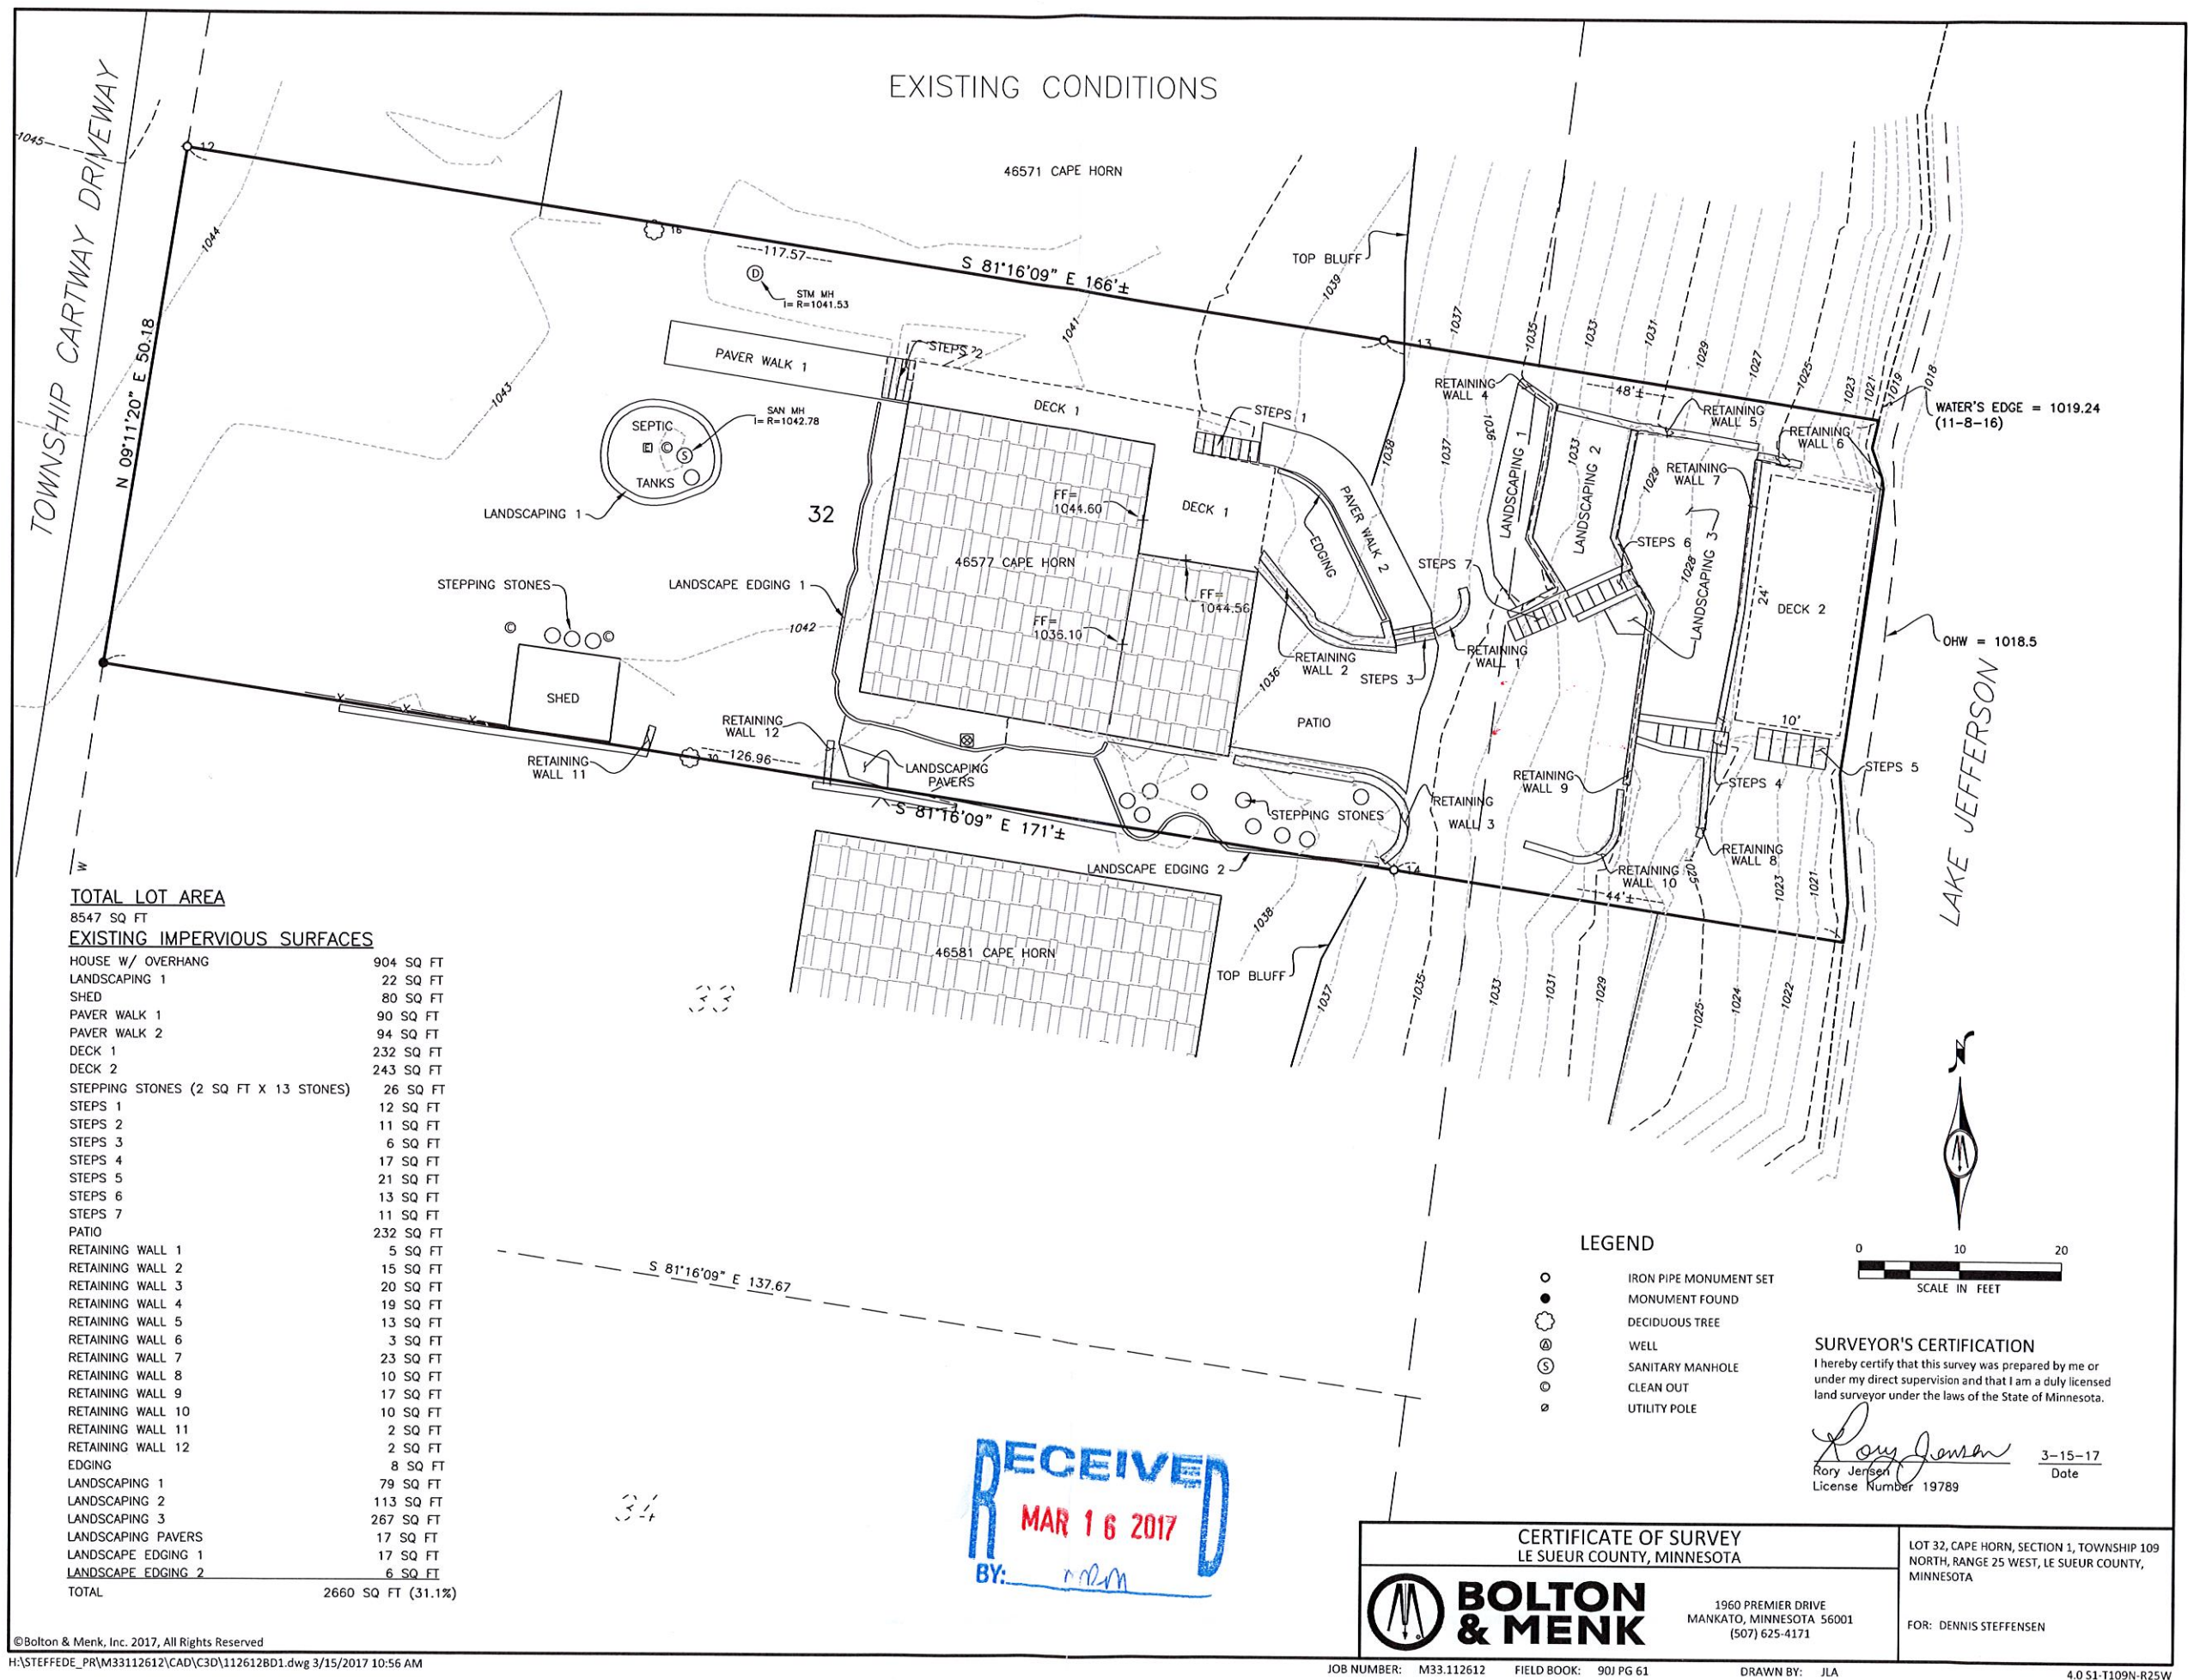 EXISTING CONDITIONS
TOWNSHIP CARTWAY DRIVEWAY
1045
12
1044
46571 CAPE HORN
16
117.57
S 81°16'09" E 166'±
TOP BLUFF
STM MH
I= R=1041.53
N 09°11'20" E 50.18
1043
PAVER WALK 1
STEPS 2
1041
1039
13
1037
1035
1033
1031
1029
1027
1025
1023
1021
1019
1018
WATER'S EDGE = 1019.24
(11-8-16)
DECK 1
STEPS 1
RETAINING
WALL 4
48'±
RETAINING
WALL 5
RETAINING
WALL 6
SAN MH
I= R=1042.78
SEPTIC
E
C
S
D
TANKS
LANDSCAPING 1
32
FF=
1044.60
DECK 1
EDGING
PAVER WALK 2
1038
1037
1036
LANDSCAPING 1
1033
LANDSCAPING 2
1029
RETAINING
WALL 7
STEPS 6
1028
LANDSCAPING 3
24'
DECK 2
OHW = 1018.5
46577 CAPE HORN
FF=
1044.56
STEPS 7
STEPPING STONES
LANDSCAPE EDGING 1
FF=
1036.10
1042
RETAINING
WALL 1
RETAINING
WALL 2
STEPS 3
1036
SHED
PATIO
10'
LAKE JEFFERSON
RETAINING
WALL 12
RETAINING
WALL 11
30
126.96
LANDSCAPING
PAVERS
S 81°16'09" E 171'±
STEPPING STONES
RETAINING
WALL 3
RETAINING
WALL 9
STEPS 4
STEPS 5
RETAINING
WALL 8
RETAINING
WALL 10
LANDSCAPE EDGING 2
14
44'±
1025
1023
1021
W
46581 CAPE HORN
1038
TOP BLUFF
1037
1035
1033
1031
1029
1025
1024
1022
33
TOTAL LOT AREA
8547 SQ FT
EXISTING IMPERVIOUS SURFACES
HOUSE W/ OVERHANG 904 SQ FT
LANDSCAPING 1 22 SQ FT
SHED 80 SQ FT
PAVER WALK 1 90 SQ FT
PAVER WALK 2 94 SQ FT
DECK 1 232 SQ FT
DECK 2 243 SQ FT
STEPPING STONES (2 SQ FT X 13 STONES) 26 SQ FT
STEPS 1 12 SQ FT
STEPS 2 11 SQ FT
STEPS 3 6 SQ FT
STEPS 4 17 SQ FT
STEPS 5 21 SQ FT
STEPS 6 13 SQ FT
STEPS 7 11 SQ FT
PATIO 232 SQ FT
RETAINING WALL 1 5 SQ FT
RETAINING WALL 2 15 SQ FT
RETAINING WALL 3 20 SQ FT
RETAINING WALL 4 19 SQ FT
RETAINING WALL 5 13 SQ FT
RETAINING WALL 6 3 SQ FT
RETAINING WALL 7 23 SQ FT
RETAINING WALL 8 10 SQ FT
RETAINING WALL 9 17 SQ FT
RETAINING WALL 10 10 SQ FT
RETAINING WALL 11 2 SQ FT
RETAINING WALL 12 2 SQ FT
EDGING 8 SQ FT
LANDSCAPING 1 79 SQ FT
LANDSCAPING 2 113 SQ FT
LANDSCAPING 3 267 SQ FT
LANDSCAPING PAVERS 17 SQ FT
LANDSCAPE EDGING 1 17 SQ FT
LANDSCAPE EDGING 2 6 SQ FT
TOTAL 2660 SQ FT (31.1%)
S 81°16'09" E 137.67
34
RECEIVED
MAR 16 2017
BY:
N
LEGEND
IRON PIPE MONUMENT SET
MONUMENT FOUND
DECIDUOUS TREE
WELL
SANITARY MANHOLE
CLEAN OUT
UTILITY POLE
0 10 20
SCALE IN FEET
SURVEYOR'S CERTIFICATION
I hereby certify that this survey was prepared by me or
under my direct supervision and that I am a duly licensed
land surveyor under the laws of the State of Minnesota.
Rory Jensen
3-15-17
Rory Jensen
Date
License Number 19789
CERTIFICATE OF SURVEY
LE SUEUR COUNTY, MINNESOTA
BOLTON
& MENK
1960 PREMIER DRIVE
MANKATO, MINNESOTA 56001
(507) 625-4171
LOT 32, CAPE HORN, SECTION 1, TOWNSHIP 109
NORTH, RANGE 25 WEST, LE SUEUR COUNTY,
MINNESOTA
FOR: DENNIS STEFFENSEN
©Bolton & Menk, Inc. 2017, All Rights Reserved
H:\STEFFEDE_PR\M33112612\CAD\C3D\112612BD1.dwg 3/15/2017 10:56 AM
JOB NUMBER: M33.112612 FIELD BOOK: 90J PG 61 DRAWN BY: JLA
4.0 S1-T109N-R25W